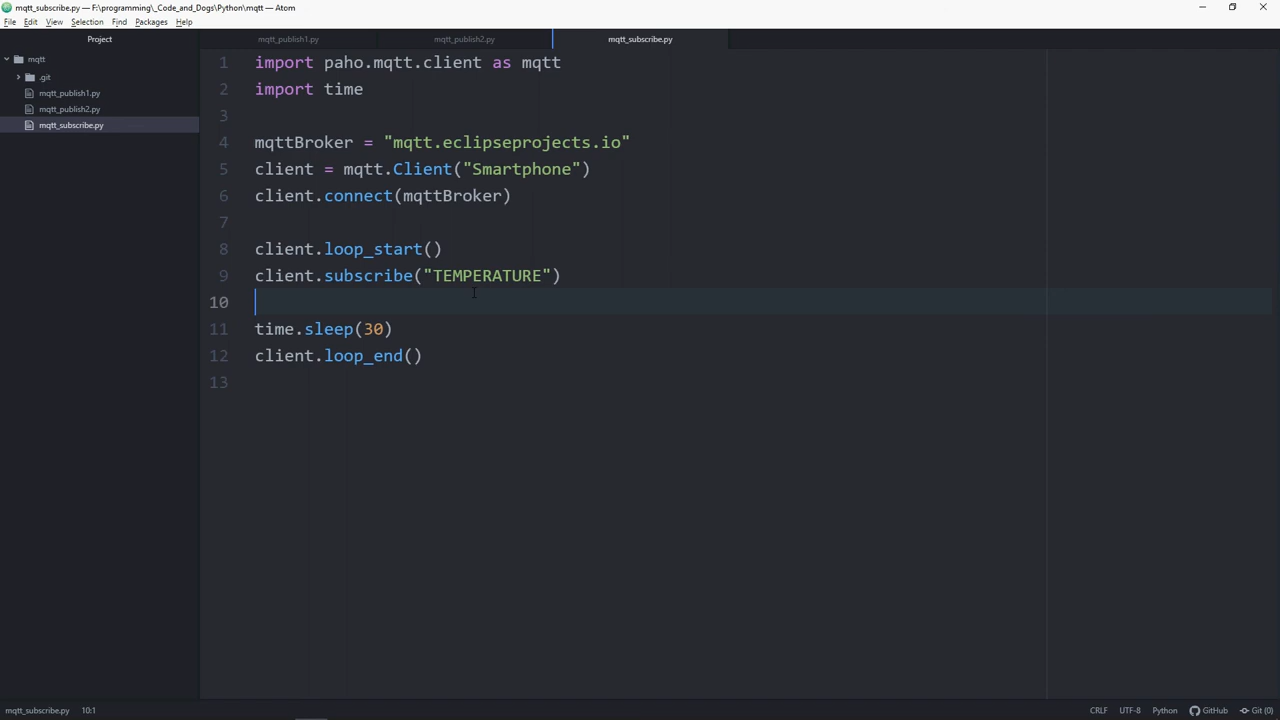 mqtt_subscribe.py — F:\programming\_Code_and_Dogs\Python\mqtt — Atom
File Edit View Selection Find Packages Help
Project
mqtt_publish1.py mqtt_publish2.py mqtt_subscribe.py
mqtt
.git
mqtt_publish1.py
mqtt_publish2.py
mqtt_subscribe.py
1 import paho.mqtt.client as mqtt
2 import time
3
4 mqttBroker = "mqtt.eclipseprojects.io"
5 client = mqtt.Client("Smartphone")
6 client.connect(mqttBroker)
7
8 client.loop_start()
9 client.subscribe("TEMPERATURE")
10
11 time.sleep(30)
12 client.loop_end()
13
mqtt_subscribe.py 10:1 CRLF UTF-8 Python GitHub Git (0)